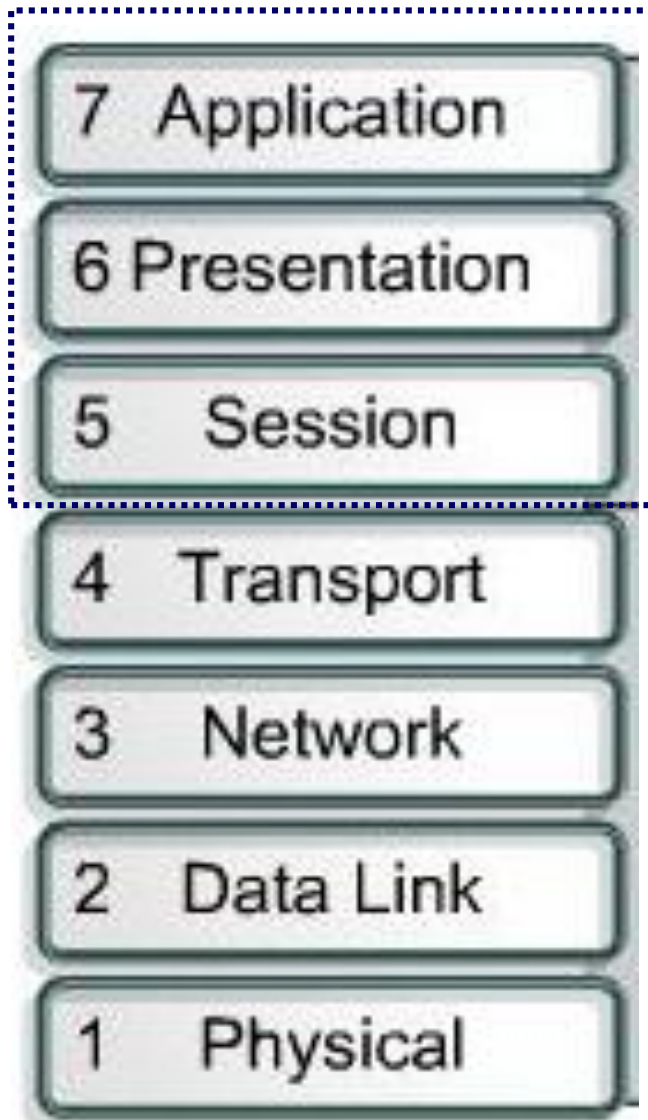 7 Application
6 Presentation
5 Session
4 Transport
3 Network
2 Data Link
1 Physical